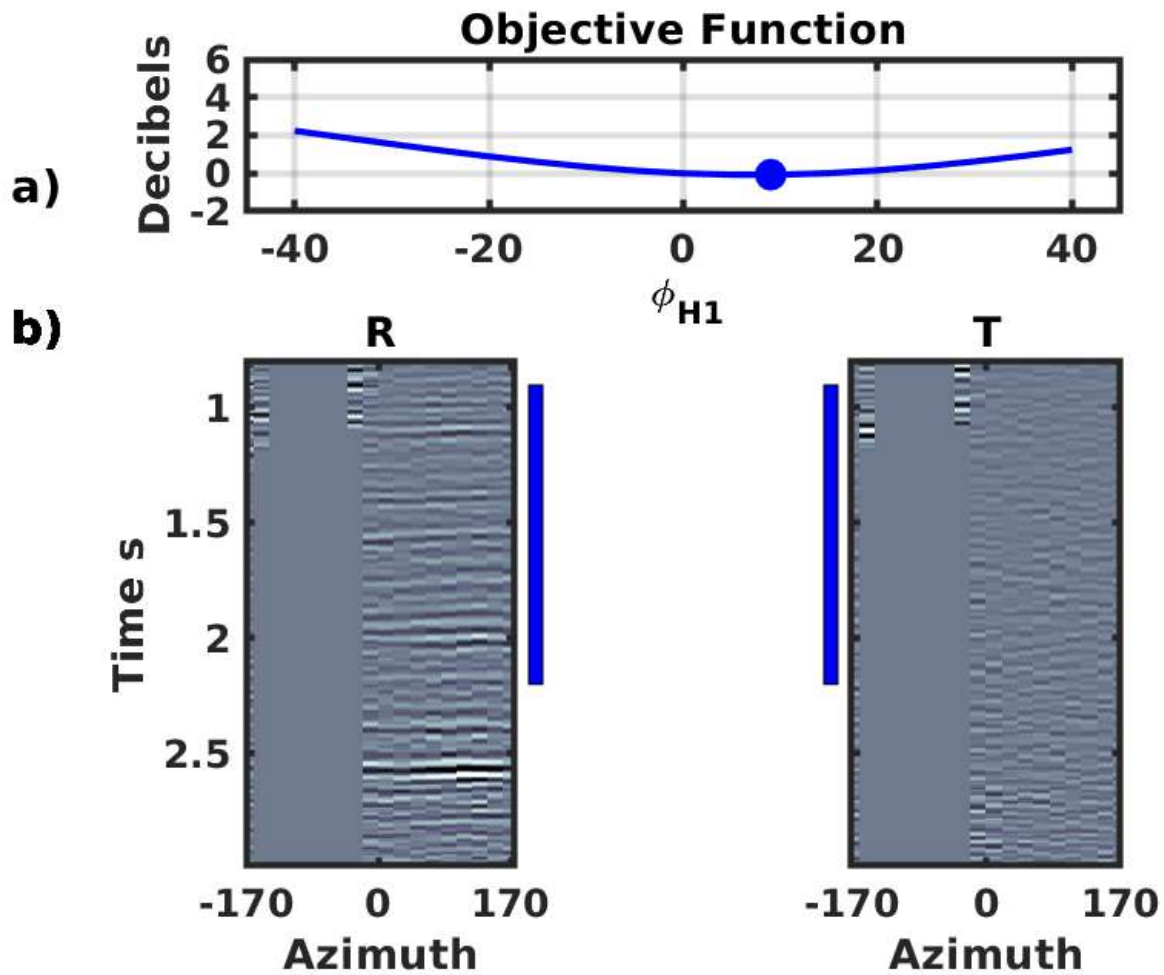 Objective Function
Decibels
6
4
2
0
-2
a)
-40 -20 0 20 40
ϕH1
b)
R T
Time s
1
1.5
2
2.5
-170 0 170 -170 0 170
Azimuth Azimuth